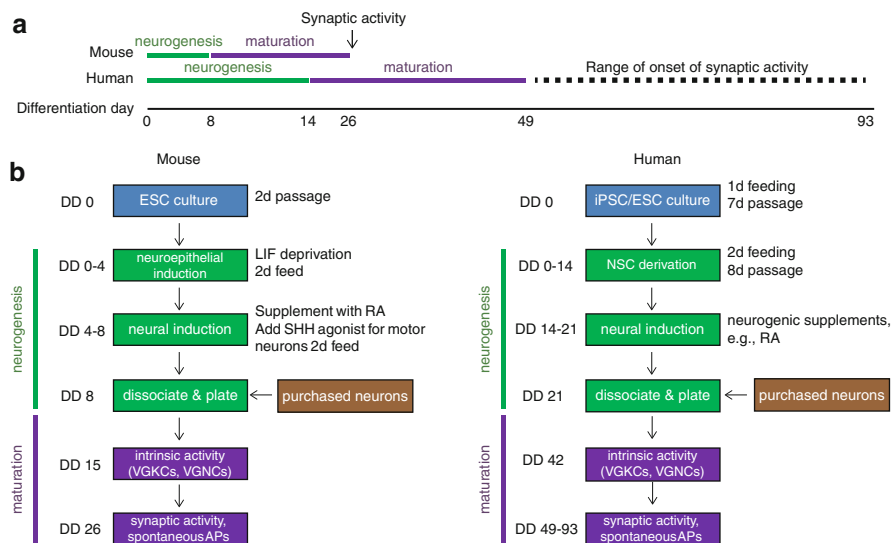 a
Synaptic activity
neurogenesis maturation
Mouse
Human
neurogenesis maturation Range of onset of synaptic activity
Differentiation day
0 8 14 26 49 93
b
Mouse
DD 0
ESC culture
2d passage
neurogenesis
DD 0-4
neuroepithelial
induction
LIF deprivation
2d feed
DD 4-8
neural induction
Supplement with RA
Add SHH agonist for motor
neurons 2d feed
DD 8
dissociate & plate
purchased neurons
maturation
DD 15
intrinsic activity
(VGKCs, VGNCs)
DD 26
synaptic activity,
spontaneousAPs
Human
DD 0
iPSC/ESC culture
1d feeding
7d passage
neurogenesis
DD 0-14
NSC derivation
2d feeding
8d passage
DD 14-21
neural induction
neurogenic supplements,
e.g., RA
DD 21
dissociate & plate
purchased neurons
maturation
DD 42
intrinsic activity
(VGKCs, VGNCs)
DD 49-93
synaptic activity,
spontaneousAPs